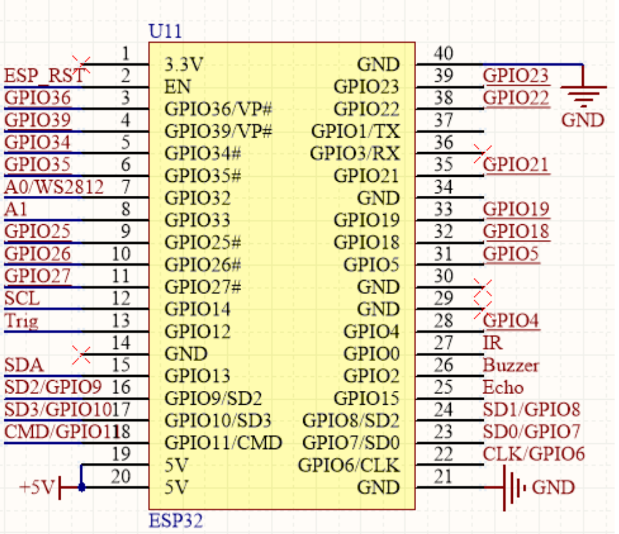 U11
1 3.3V GND 40
ESP_RST 2 EN GPIO23 39 GPIO23
GPIO36 3 GPIO36/VP# GPIO22 38 GPIO22
GND
GPIO39 4 GPIO39/VP# GPIO1/TX 37
GPIO34 5 GPIO34# GPIO3/RX 36
GPIO35 6 GPIO35# GPIO21 35 GPIO21
A0/WS2812 7 GPIO32 GND 34
A1 8 GPIO33 GPIO19 33 GPIO19
GPIO25 9 GPIO25# GPIO18 32 GPIO18
GPIO26 10 GPIO26# GPIO5 31 GPIO5
GPIO27 11 GPIO27# GND 30
SCL 12 GPIO14 GND 29
Trig 13 GPIO12 GPIO4 28 GPIO4
14 GND GPIO0 27 IR
SDA 15 GPIO13 GPIO2 26 Buzzer
SD2/GPIO9 16 GPIO9/SD2 GPIO15 25 Echo
SD3/GPIO10 17 GPIO10/SD3 GPIO8/SD2 24 SD1/GPIO8
CMD/GPIO11 18 GPIO11/CMD GPIO7/SD0 23 SD0/GPIO7
19 5V GPIO6/CLK 22 CLK/GPIO6
+5V 20 5V GND 21 GND
ESP32